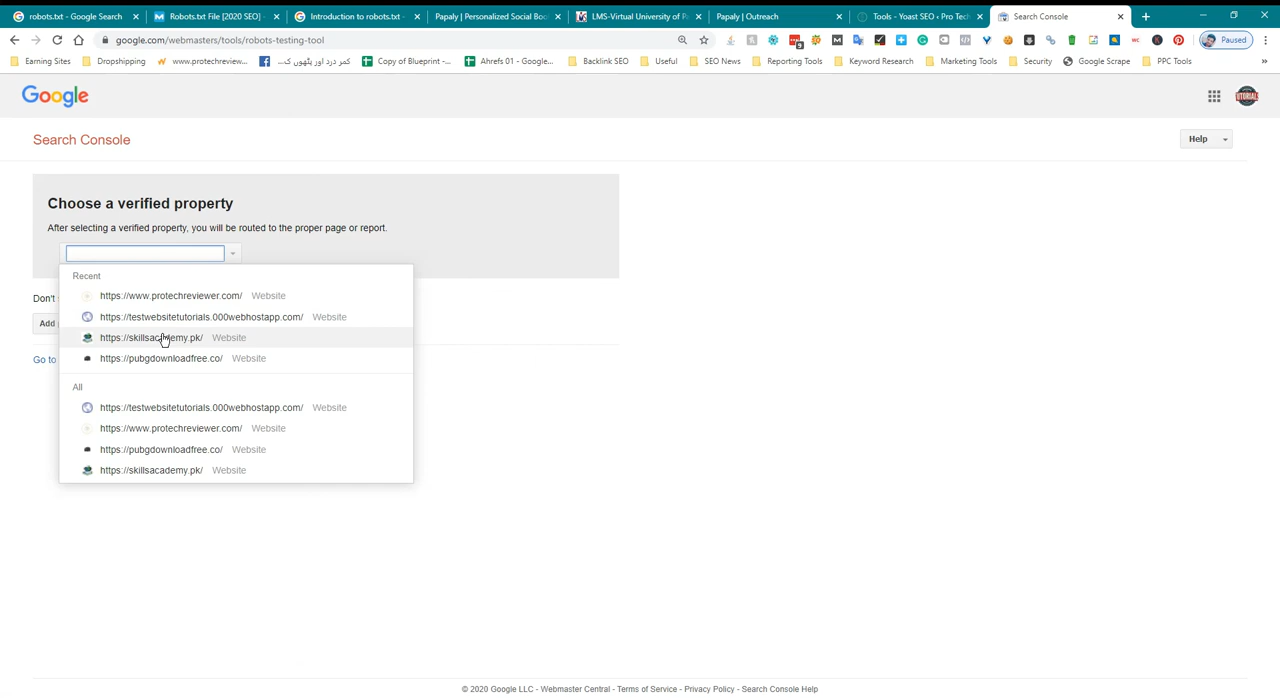 robots.txt - Google Search
Robots.txt File [2020 SEO] -
Introduction to robots.txt -
Papaly | Personalized Social Boo
LMS-Virtual University of Pa
Papaly | Outreach
Tools - Yoast SEO ‹ Pro Tech
Search Console
google.com/webmasters/tools/robots-testing-tool
Paused
Earning Sites
Dropshipping
www.protechreview...
کمر درد اور پٹھوں ک...
Copy of Blueprint -...
Ahrefs 01 - Google...
Backlink SEO
Useful
SEO News
Reporting Tools
Keyword Research
Marketing Tools
Security
Google Scrape
PPC Tools
»
Google
Search Console
Help
Choose a verified property
After selecting a verified property, you will be routed to the proper page or report.
Recent
https://www.protechreviewer.com/ Website
https://testwebsitetutorials.000webhostapp.com/ Website
https://skillsacademy.pk/ Website
https://pubgdownloadfree.co/ Website
All
https://testwebsitetutorials.000webhostapp.com/ Website
https://www.protechreviewer.com/ Website
https://pubgdownloadfree.co/ Website
https://skillsacademy.pk/ Website
Don't
Add
Go to
© 2020 Google LLC - Webmaster Central - Terms of Service - Privacy Policy - Search Console Help